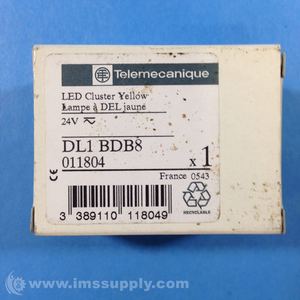 Telemecanique
LED Cluster Yellow
Lampe à DEL jaune
24V
DL1 BDB8
011804
x 1
France 0543
3 389110 118049
© www.imssupply.com